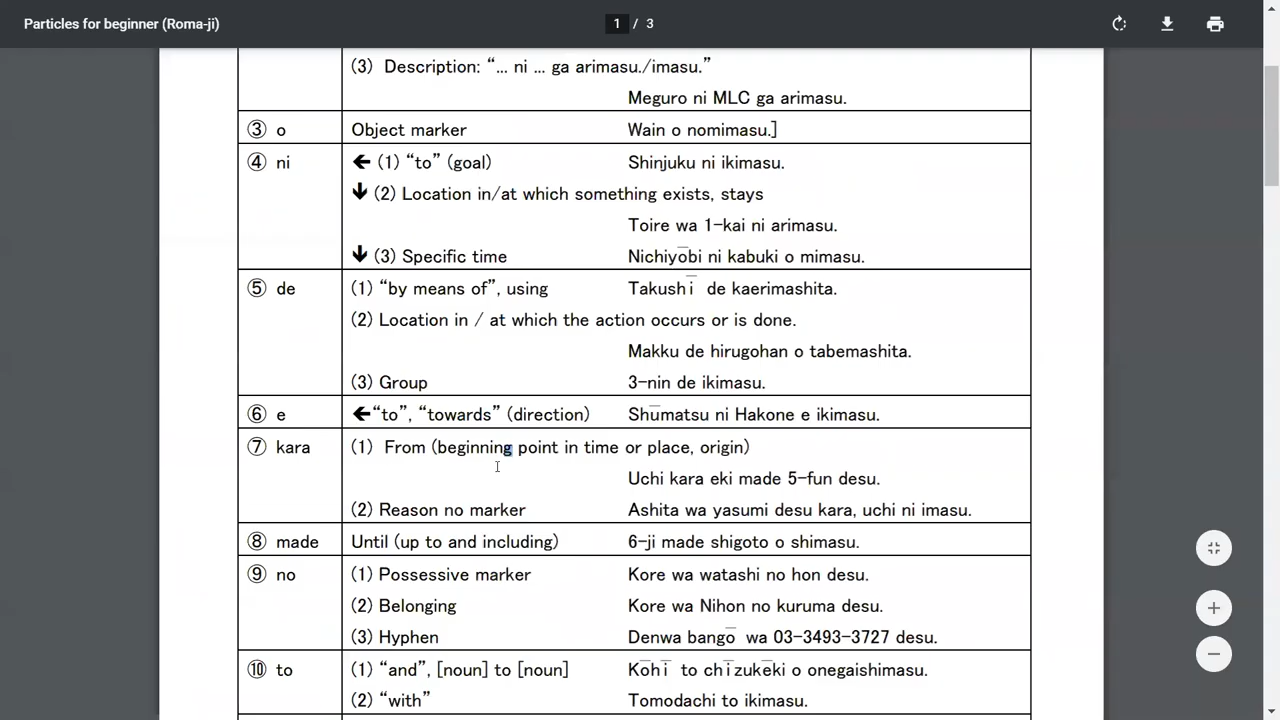 Particles for beginner (Roma-ji) 1 / 3
(3) Description: “... ni ... ga arimasu./imasu.”
Meguro ni MLC ga arimasu.
③ o Object marker Wain o nomimasu.]
④ ni ← (1) “to” (goal) Shinjuku ni ikimasu.
↓ (2) Location in/at which something exists, stays
Toire wa 1-kai ni arimasu.
↓ (3) Specific time Nichiyōbi ni kabuki o mimasu.
⑤ de (1) “by means of”, using Takushī de kaerimashita.
(2) Location in / at which the action occurs or is done.
Makku de hirugohan o tabemashita.
(3) Group 3-nin de ikimasu.
⑥ e ←“to”, “towards” (direction) Shūmatsu ni Hakone e ikimasu.
⑦ kara (1) From (beginning point in time or place, origin)
Uchi kara eki made 5-fun desu.
(2) Reason no marker Ashita wa yasumi desu kara, uchi ni imasu.
⑧ made Until (up to and including) 6-ji made shigoto o shimasu.
⑨ no (1) Possessive marker Kore wa watashi no hon desu.
(2) Belonging Kore wa Nihon no kuruma desu.
(3) Hyphen Denwa bangō wa 03-3493-3727 desu.
⑩ to (1) “and”, [noun] to [noun] Kōhī to chīzukēki o onegaishimasu.
(2) “with” Tomodachi to ikimasu.